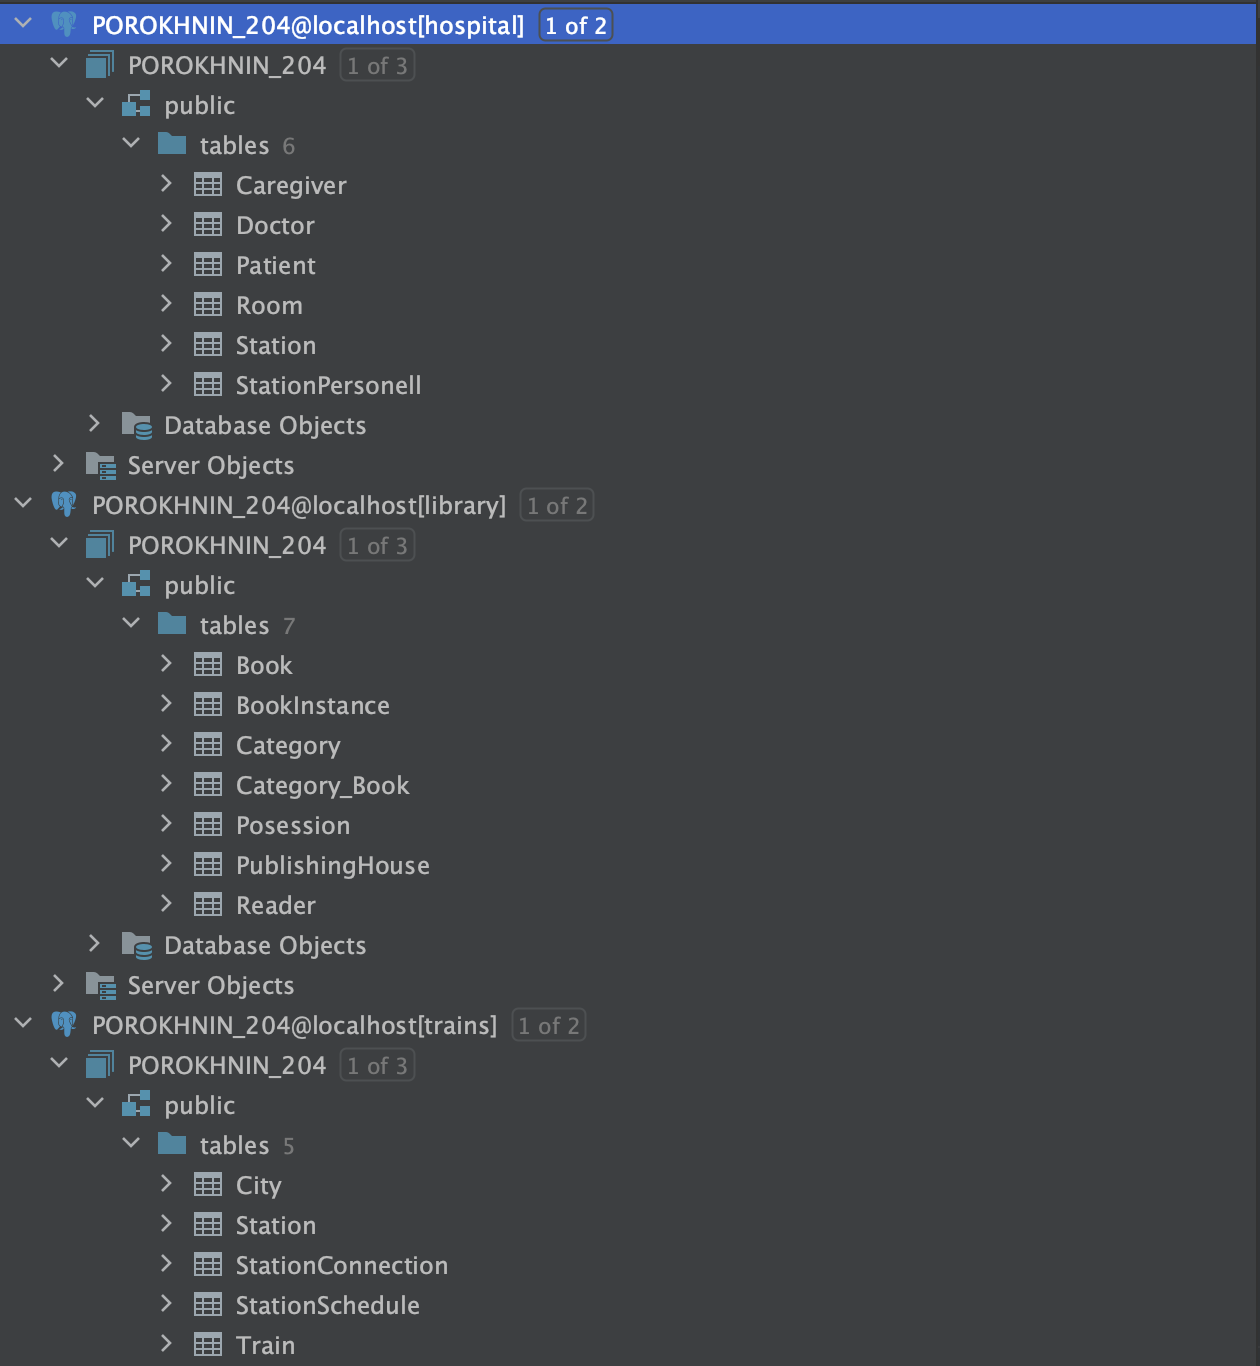 POROKHNIN_204@localhost[hospital] 1 of 2
POROKHNIN_204 1 of 3
public
tables 6
Caregiver
Doctor
Patient
Room
Station
StationPersonell
Database Objects
Server Objects
POROKHNIN_204@localhost[library] 1 of 2
POROKHNIN_204 1 of 3
public
tables 7
Book
BookInstance
Category
Category_Book
Posession
PublishingHouse
Reader
Database Objects
Server Objects
POROKHNIN_204@localhost[trains] 1 of 2
POROKHNIN_204 1 of 3
public
tables 5
City
Station
StationConnection
StationSchedule
Train